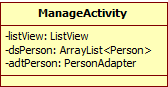 ManageActivity
-listView: ListView
-dsPerson: ArrayList<Person>
-adtPerson: PersonAdapter